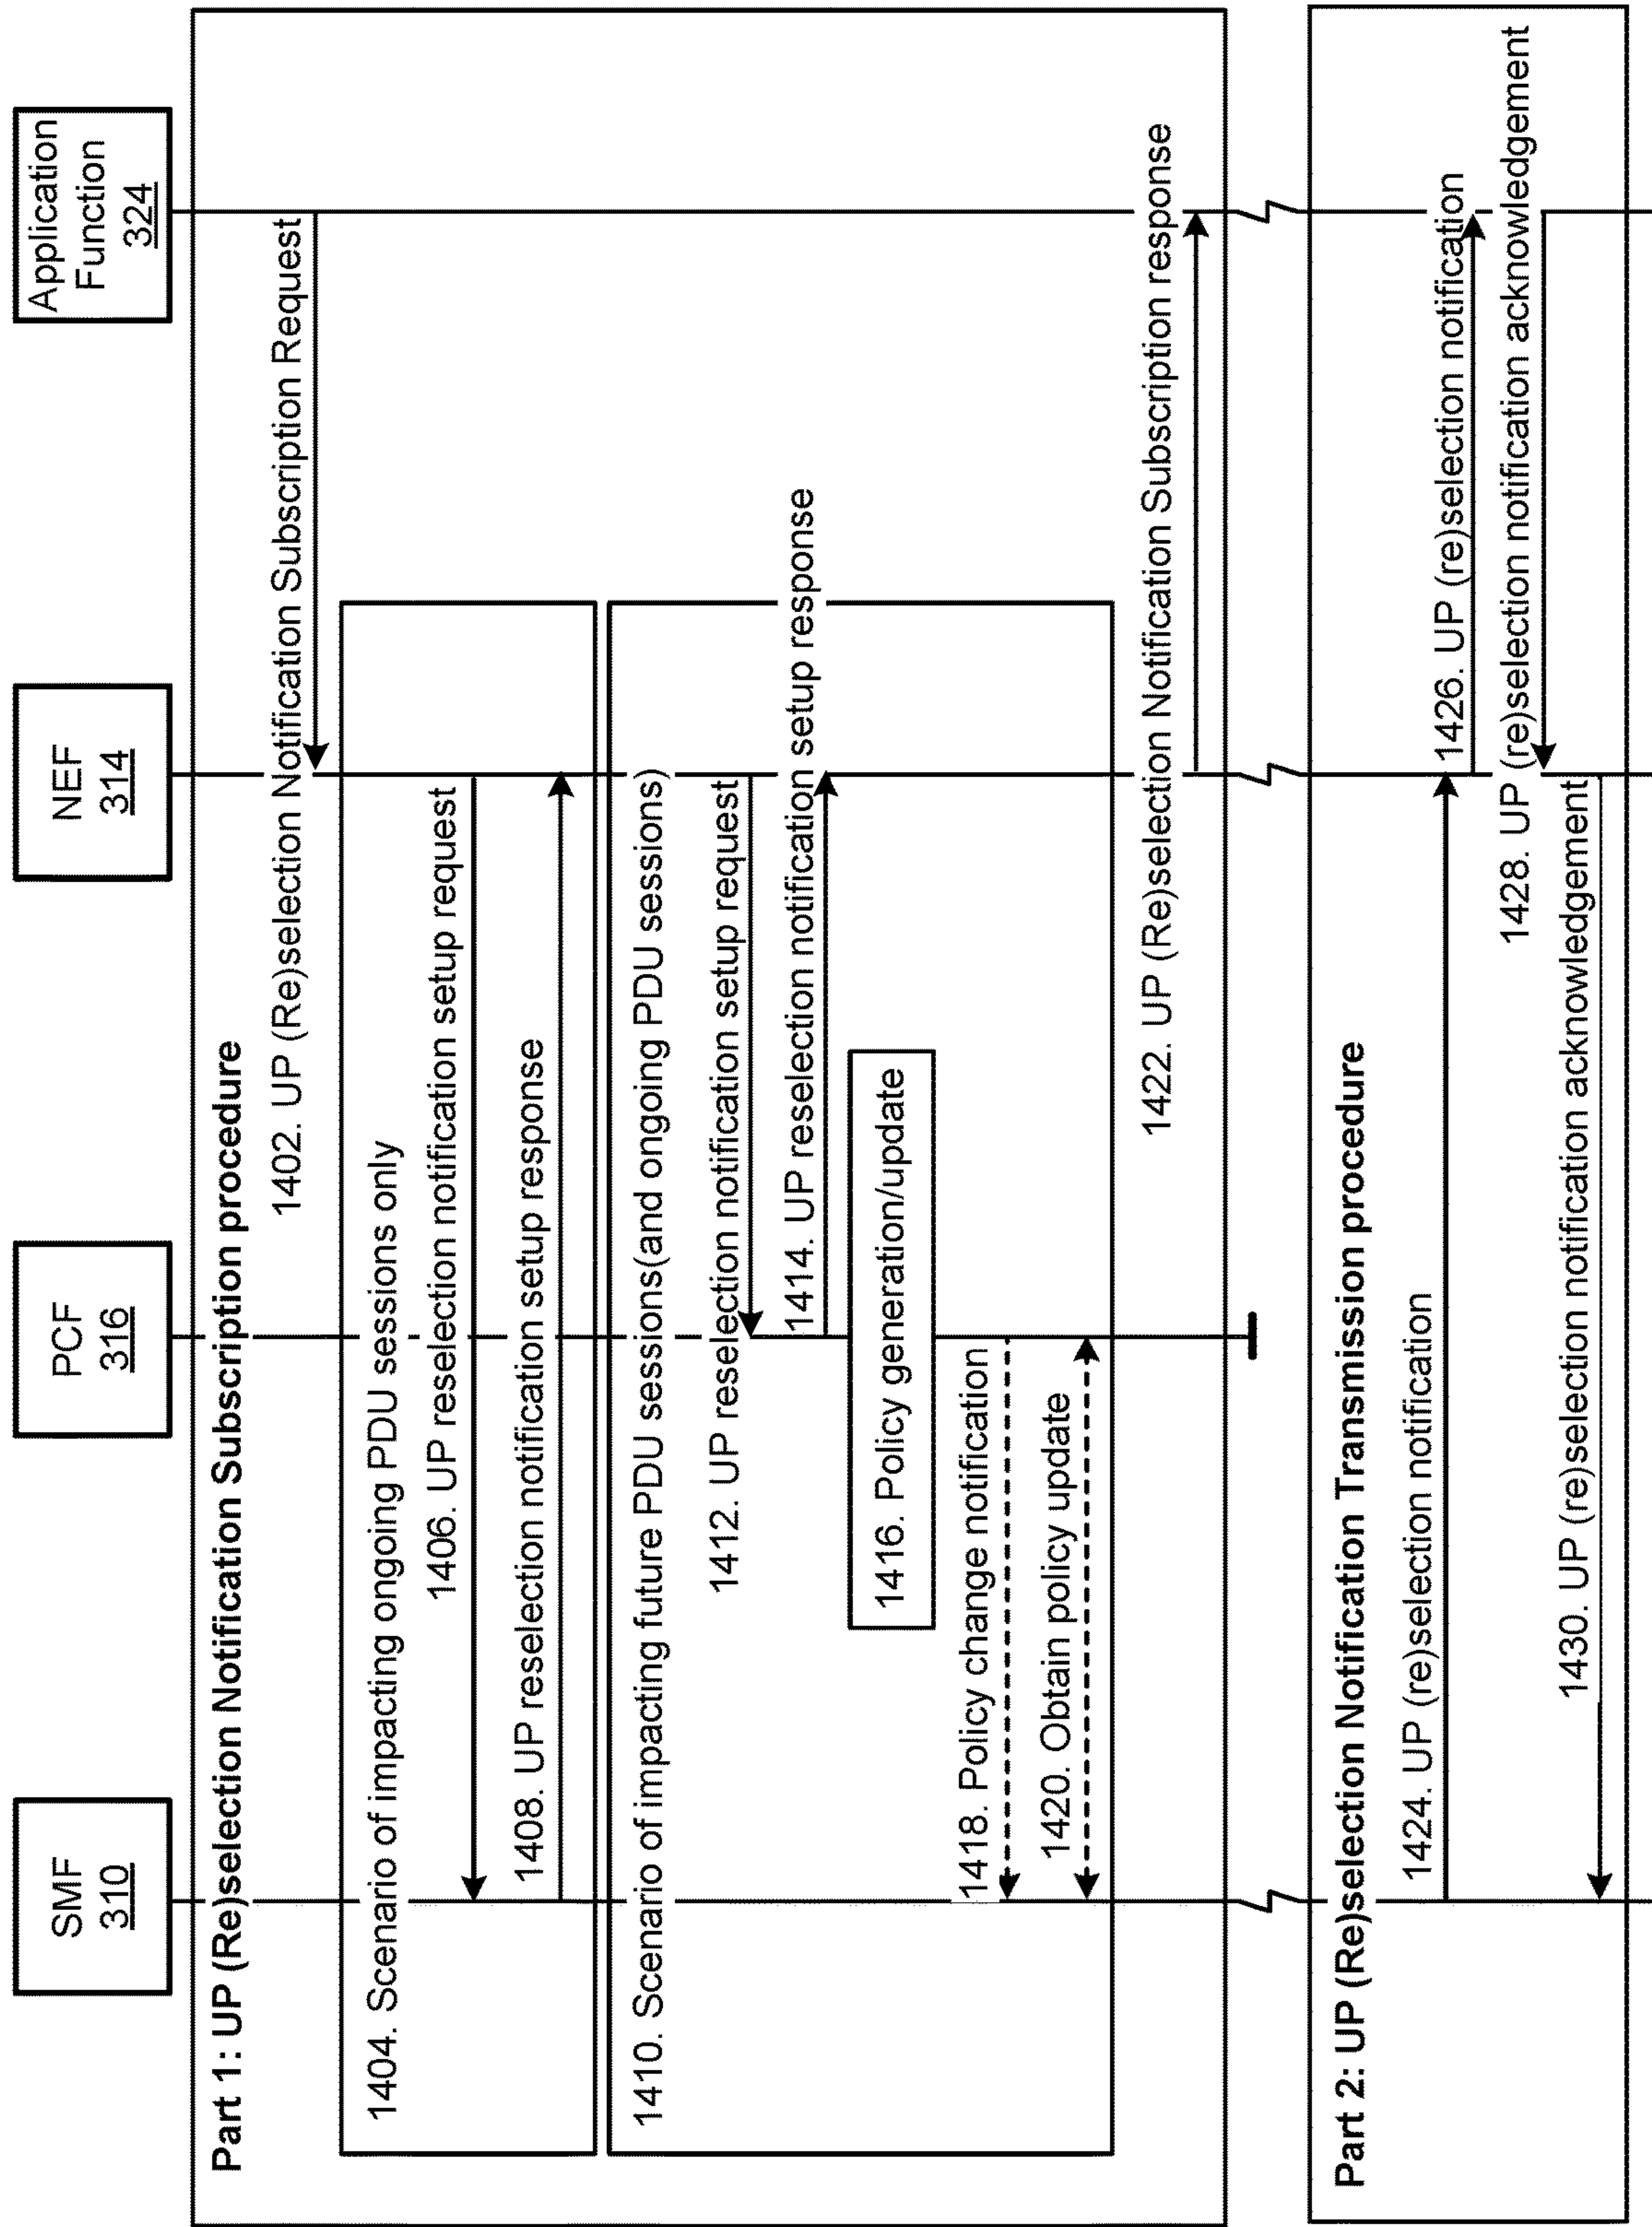 SMF
310
PCF
316
NEF
314
Application
Function
324
Part 1: UP (Re)selection Notification Subscription procedure
1402. UP (Re)selection Notification Subscription Request
1404. Scenario of impacting ongoing PDU sessions only
1406. UP reselection notification setup request
1408. UP reselection notification setup response
1410. Scenario of impacting future PDU sessions(and ongoing PDU sessions)
1412. UP reselection notification setup request
1414. UP reselection notification setup response
1416. Policy generation/update
1418. Policy change notification
1420. Obtain policy update
1422. UP (Re)selection Notification Subscription response
Part 2: UP (Re)selection Notification Transmission procedure
1424. UP (re)selection notification
1426. UP (re)selection notification
1428. UP (re)selection notification acknowledgement
1430. UP (re)selection notification acknowledgement